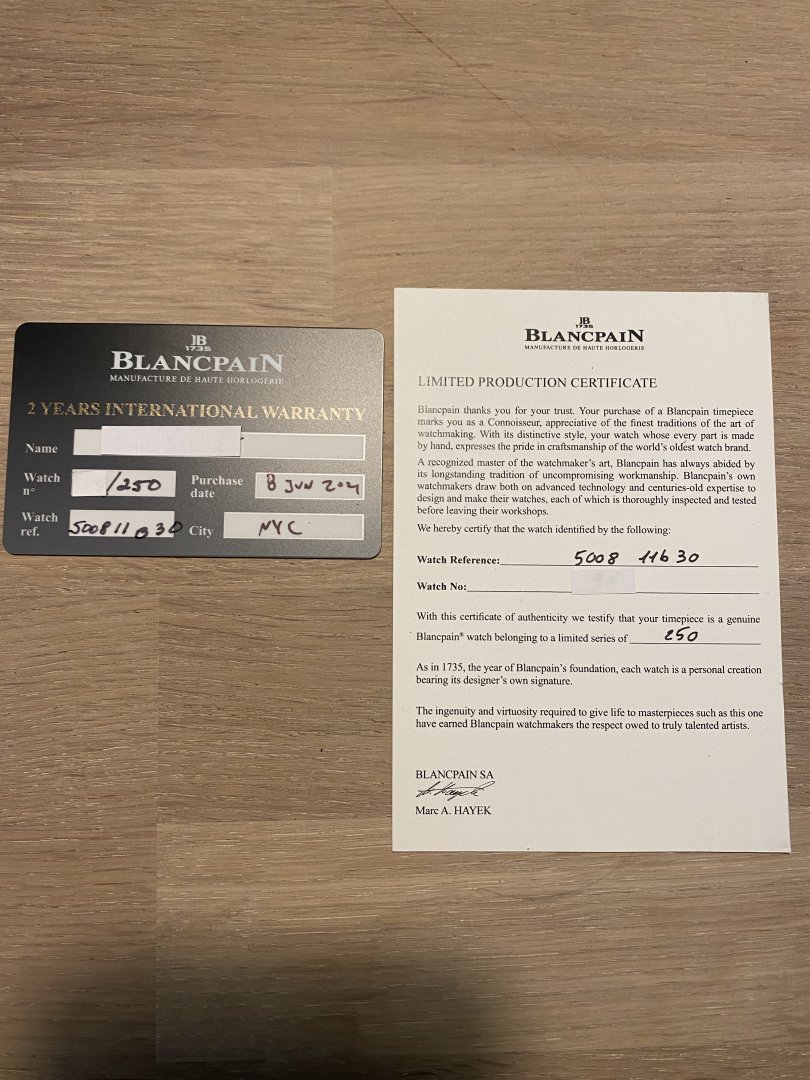 JB
1735
BLANCPAIN
MANUFACTURE DE HAUTE HORLOGERIE
2 YEARS INTERNATIONAL WARRANTY
Name
Watch n° /250
Purchase date 8 JUN 2021
Watch ref.
City NYC
JB
1735
BLANCPAIN
MANUFACTURE DE HAUTE HORLOGERIE
LIMITED PRODUCTION CERTIFICATE
Blancpain thanks you for your trust. Your purchase of a Blancpain timepiece
marks you as a Connoisseur, appreciative of the finest traditions of the art of
watchmaking. With its distinctive style, your watch whose every part is made
by hand, expresses the pride in craftsmanship of the world's oldest watch brand.
A recognized master of the watchmaker's art, Blancpain has always abided by
its longstanding tradition of uncompromising workmanship. Blancpain's own
watchmakers draw both on advanced technology and centuries-old expertise to
design and make their watches, each of which is thoroughly inspected and tested
before leaving their workshops.
We hereby certify that the watch identified by the following:
Watch Reference: 5008 11B 30
Watch No:
With this certificate of authenticity we testify that your timepiece is a genuine
Blancpain® watch belonging to a limited series of 250
As in 1735, the year of Blancpain's foundation, each watch is a personal creation
bearing its designer's own signature.
The ingenuity and virtuosity required to give life to masterpieces such as this one
have earned Blancpain watchmakers the respect owed to truly talented artists.
BLANCPAIN SA
Marc A. HAYEK